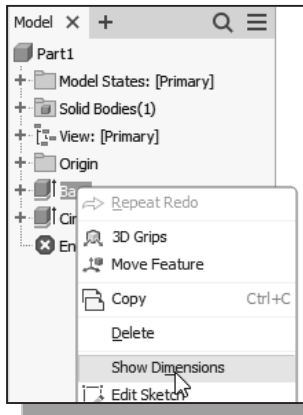 Model × +
Part1
Model States: [Primary]
Solid Bodies(1)
View: [Primary]
Origin
Repeat Redo
3D Grips
Move Feature
Copy Ctrl+C
Delete
Show Dimensions
Edit Sketch